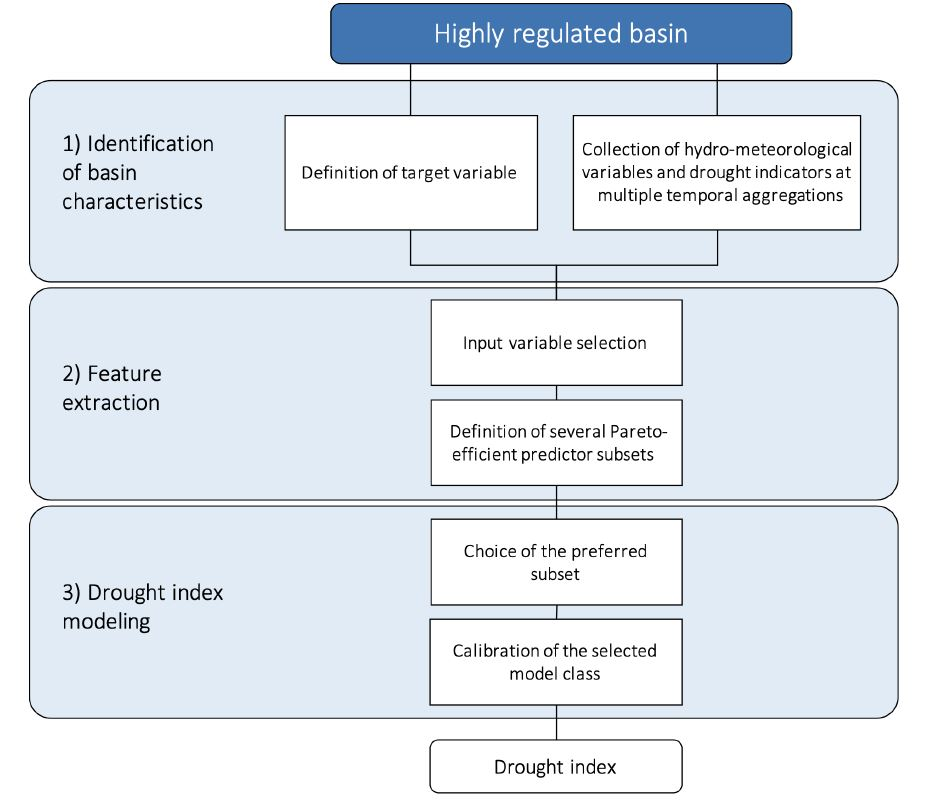 Highly regulated basin
1) Identification
of basin
characteristics
Definition of target variable
Collection of hydro-meteorological
variables and drought indicators at
multiple temporal aggregations
2) Feature
extraction
Input variable selection
Definition of several Pareto-
efficient predictor subsets
3) Drought index
modeling
Choice of the preferred
subset
Calibration of the selected
model class
Drought index